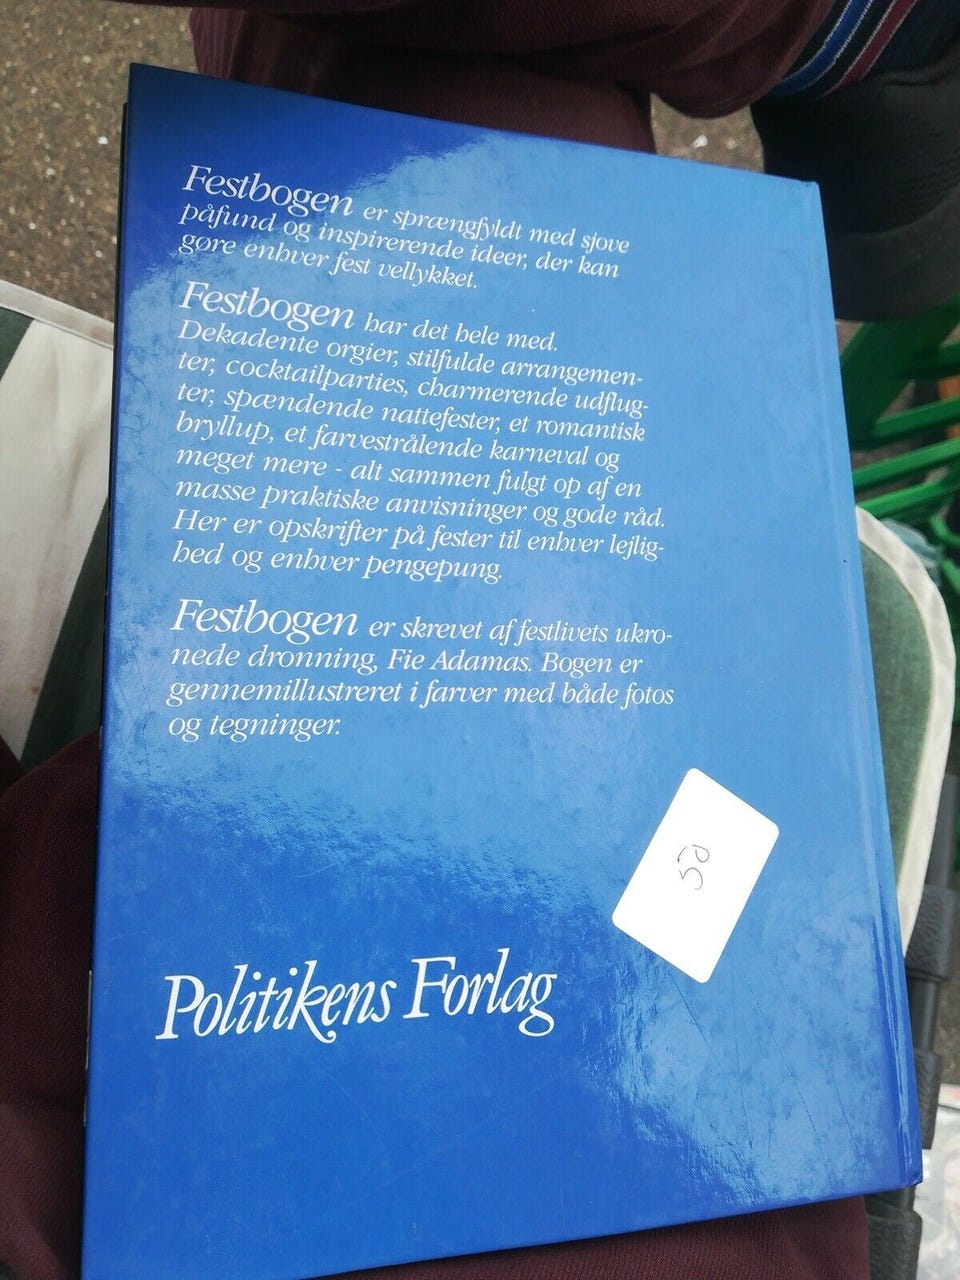 Festbogen er sprængfyldt med sjove
påfund og inspirerende ideer, der kan
gøre enhver fest vellykket.
Festbogen har det hele med.
Dekadente orgier, stilfulde arrangemen-
ter, cocktailparties, charmerende udflug-
ter, spændende nattefester, et romantisk
bryllup, et farvestrålende karneval og
meget mere - alt sammen fulgt op af en
masse praktiske anvisninger og gode råd.
Her er opskrifter på fester til enhver lejlig-
hed og enhver pengepung.
Festbogen er skrevet af festlivets ukro-
nede dronning, Fie Adamas. Bogen er
gennemillustreret i farver med både fotos
og tegninger.
Politikens Forlag